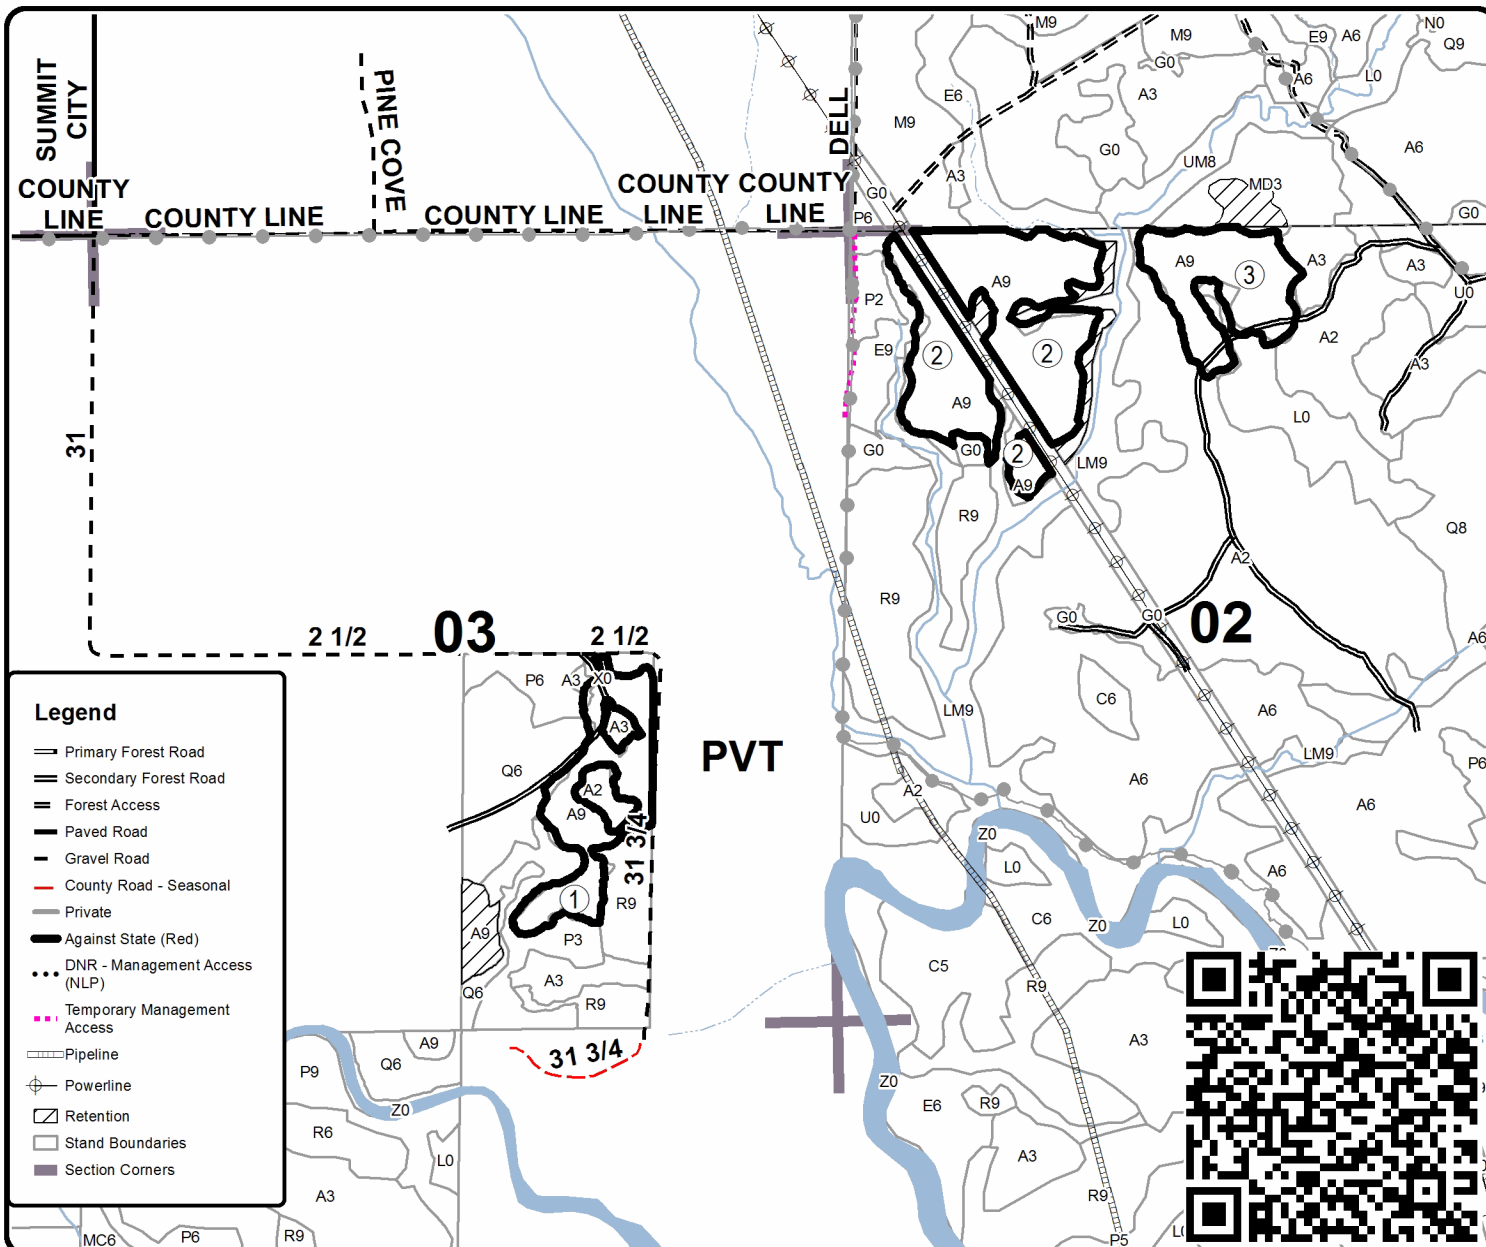 SUMMIT
CITY
PINE COVE
DELL
COUNTY
LINE
COUNTY LINE
COUNTY LINE
COUNTY
LINE
COUNTY
LINE
M9
M9
G0
E9
A6
N0
Q9
L0
A6
A3
E6
M9
G0
A6
UM8
A3
MD3
G0
G0
P6
A9
A9
3
A3
A3
U0
P2
E9
2
2
A2
A3
A9
L0
31
G0
G0
2
A9
LM9
R9
Q8
A2
R9
G0
G0
02
A6
03
2 1/2
2 1/2
P6
A3
X0
A3
C6
LM9
A6
LM9
P6
PVT
Q6
A2
A9
31 3/4
A6
A6
A2
U0
Z0
L0
A6
1
R9
A9
P3
C6
Z0
L0
C5
A3
Q6
R9
R9
A3
31 3/4
A9
Q6
P9
Z0
Z0
E6
R9
R6
L0
A3
A3
R9
MC6
P6
R9
P5
Legend
Primary Forest Road
Secondary Forest Road
Forest Access
Paved Road
Gravel Road
County Road - Seasonal
Private
Against State (Red)
DNR - Management Access
(NLP)
Temporary Management
Access
Pipeline
Powerline
Retention
Stand Boundaries
Section Corners